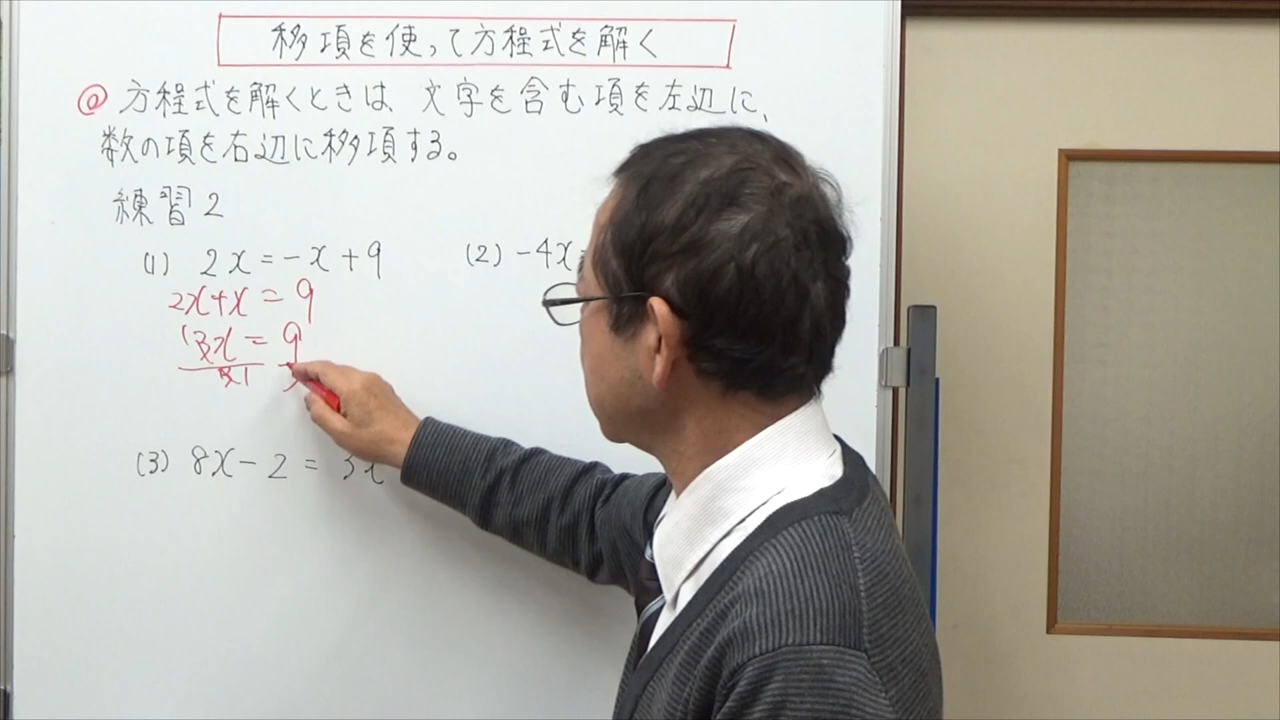 移項を使って方程式を解く
@ 方程式を解くときは、文字を含む項を左辺に、
数の項を右辺に移項する。
練習2
(1) 2x = -x + 9
(2) -4x
2x + x = 9
3x = 9
(3) 8x - 2 = 3x